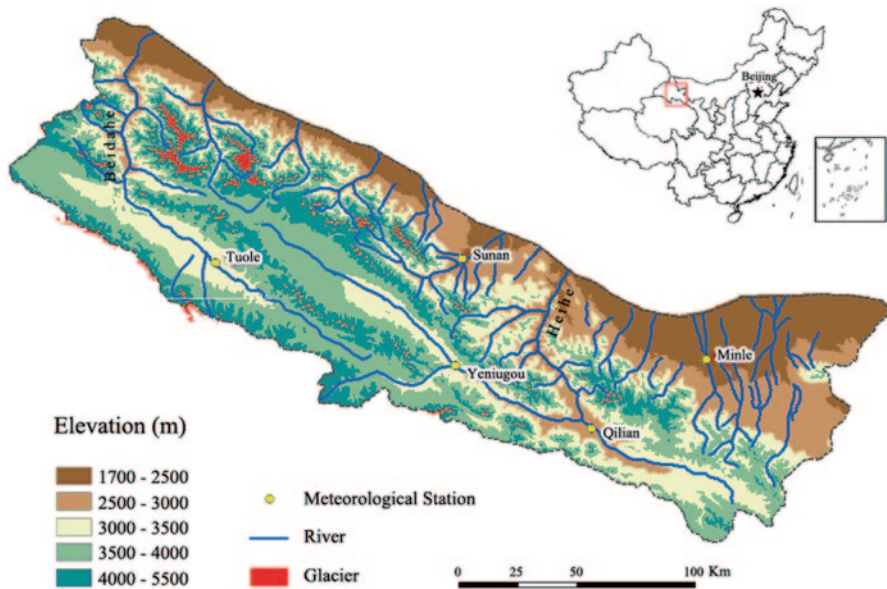 Beijing
Beidahe
Tuole
Sunan
Heihe
Minle
Yeniugou
Qilian
Elevation (m)
1700 - 2500
2500 - 3000
3000 - 3500
3500 - 4000
4000 - 5500
Meteorological Station
River
Glacier
0 25 50 100 Km